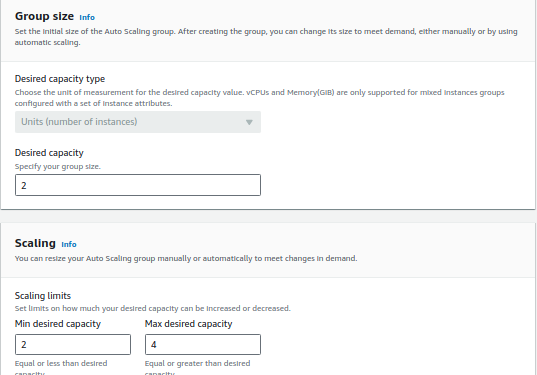 Group size Info
Set the initial size of the Auto Scaling group. After creating the group, you can change its size to meet demand, either manually or by using
automatic scaling.
Desired capacity type
Choose the unit of measurement for the desired capacity value. vCPUs and Memory(GiB) are only supported for mixed instances groups
configured with a set of instance attributes.
Units (number of instances)
Desired capacity
Specify your group size.
2
Scaling Info
You can resize your Auto Scaling group manually or automatically to meet changes in demand.
Scaling limits
Set limits on how much your desired capacity can be increased or decreased.
Min desired capacity Max desired capacity
2 4
Equal or less than desired Equal or greater than desired
capacity capacity